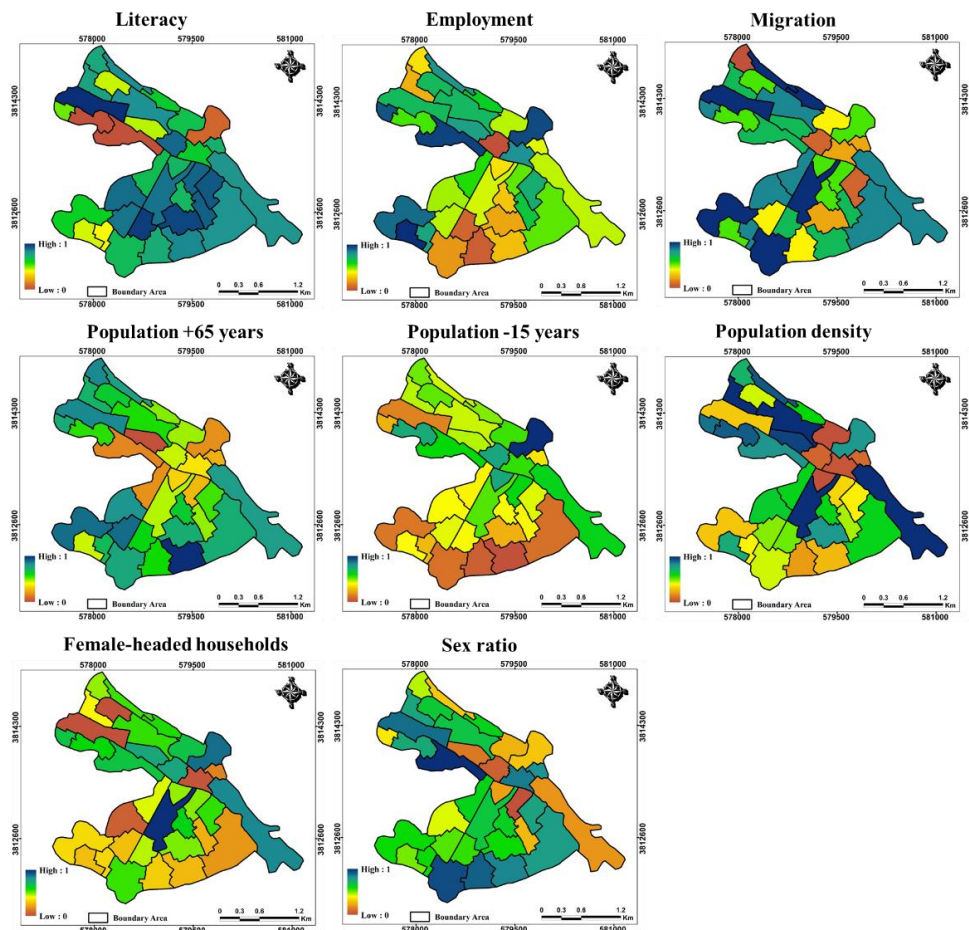 Literacy
Employment
Migration
578000 579500 581000
578000 579500 581000
578000 579500 581000
3814300 3814300 3814300 3814300
3812600 3812600 3812600 3812600
High : 1
Low : 0
Boundary Area
0 0.3 0.6 1.2
Km
High : 1
Low : 0
Boundary Area
0 0.3 0.6 1.2
Km
High : 1
Low : 0
Boundary Area
0 0.3 0.6 1.2
Km
578000 579500 581000
578000 579500 581000
578000 579500 581000
Population +65 years
Population -15 years
Population density
578000 579500 581000
578000 579500 581000
578000 579500 581000
3814300 3814300 3814300 3814300
3812600 3812600 3812600 3812600
High : 1
Low : 0
Boundary Area
0 0.3 0.6 1.2
Km
High : 1
Low : 0
Boundary Area
0 0.3 0.6 1.2
Km
High : 1
Low : 0
Boundary Area
0 0.3 0.6 1.2
Km
Female-headed households
Sex ratio
578000 579500 581000
578000 579500 581000
3814300 3814300 3814300
3812600 3812600 3812600
High : 1
Low : 0
Boundary Area
0 0.3 0.6 1.2
Km
High : 1
Low : 0
Boundary Area
0 0.3 0.6 1.2
Km
578000 579500 581000
578000 579500 581000